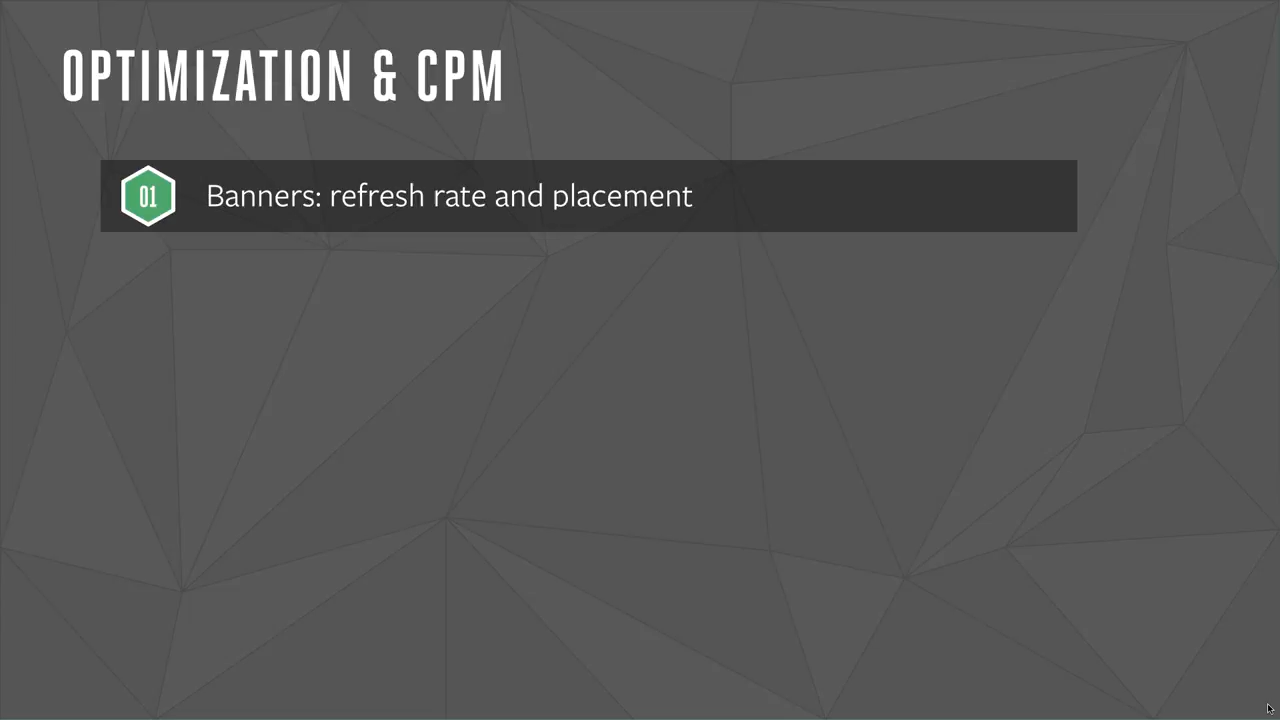 OPTIMIZATION & CPM
01 Banners: refresh rate and placement